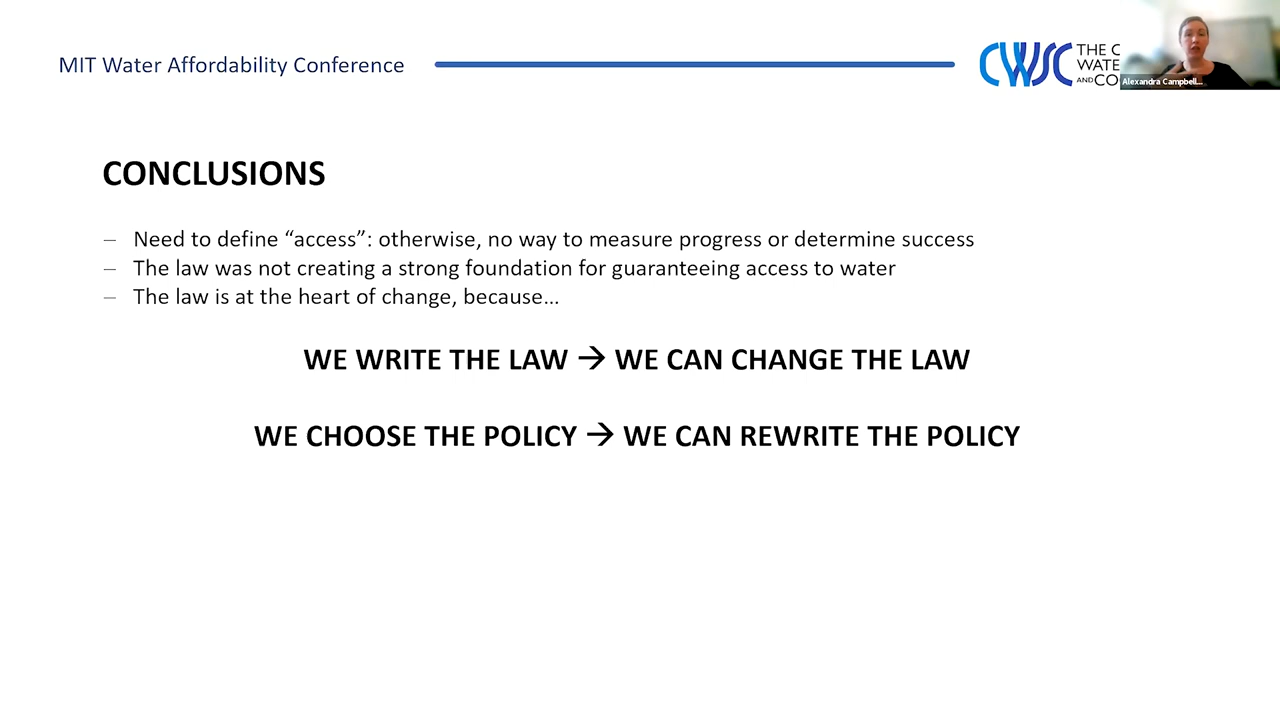 MIT Water Affordability Conference
CWSC
THE C
WATE
AND CO
Alexandra Campbell...
CONCLUSIONS
– Need to define “access”: otherwise, no way to measure progress or determine success
– The law was not creating a strong foundation for guaranteeing access to water
– The law is at the heart of change, because…
WE WRITE THE LAW → WE CAN CHANGE THE LAW
WE CHOOSE THE POLICY → WE CAN REWRITE THE POLICY